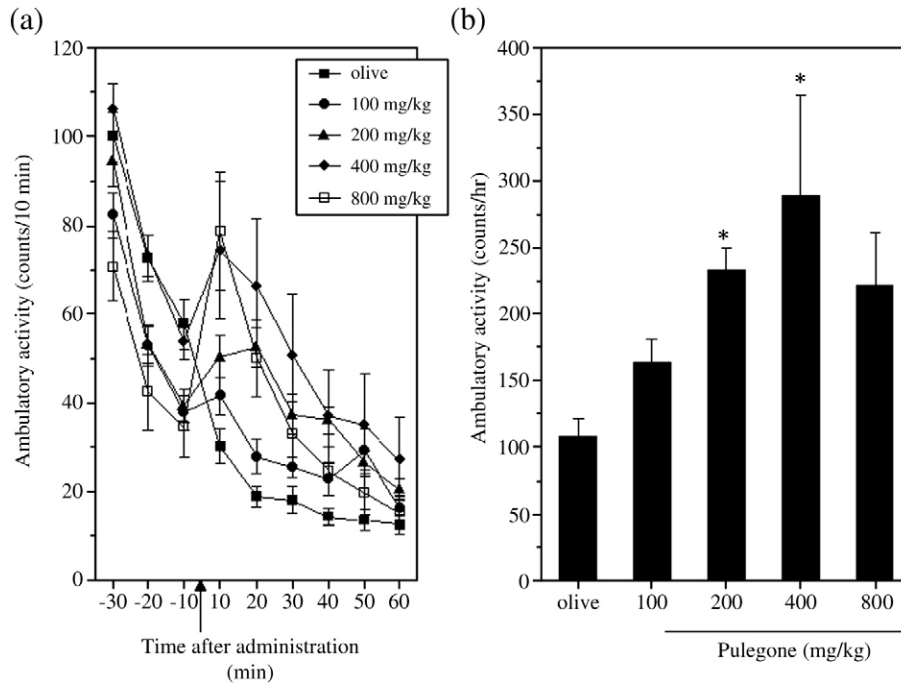 (a)
Ambulatory activity (counts/10 min)
120
100
80
60
40
20
0
olive
100 mg/kg
200 mg/kg
400 mg/kg
800 mg/kg
-30 -20 -10 10 20 30 40 50 60
Time after administration
(min)
(b)
Ambulatory activity (counts/hr)
400
350
300
250
200
150
100
50
0
*
*
olive 100 200 400 800
Pulegone (mg/kg)